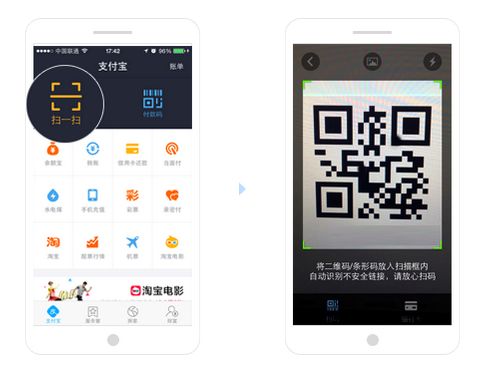 中国联通 17:42 96%
支付宝 账单
扫一扫 付款码
余额宝 转账 信用卡还款 当面付
水电煤 手机充值 彩票 亲密付
淘宝 股票行情 机票 淘宝电影
淘宝电影
支付宝 服务窗 探索 财富
将二维码/条形码放入扫描框内
自动识别不安全链接，请放心扫码